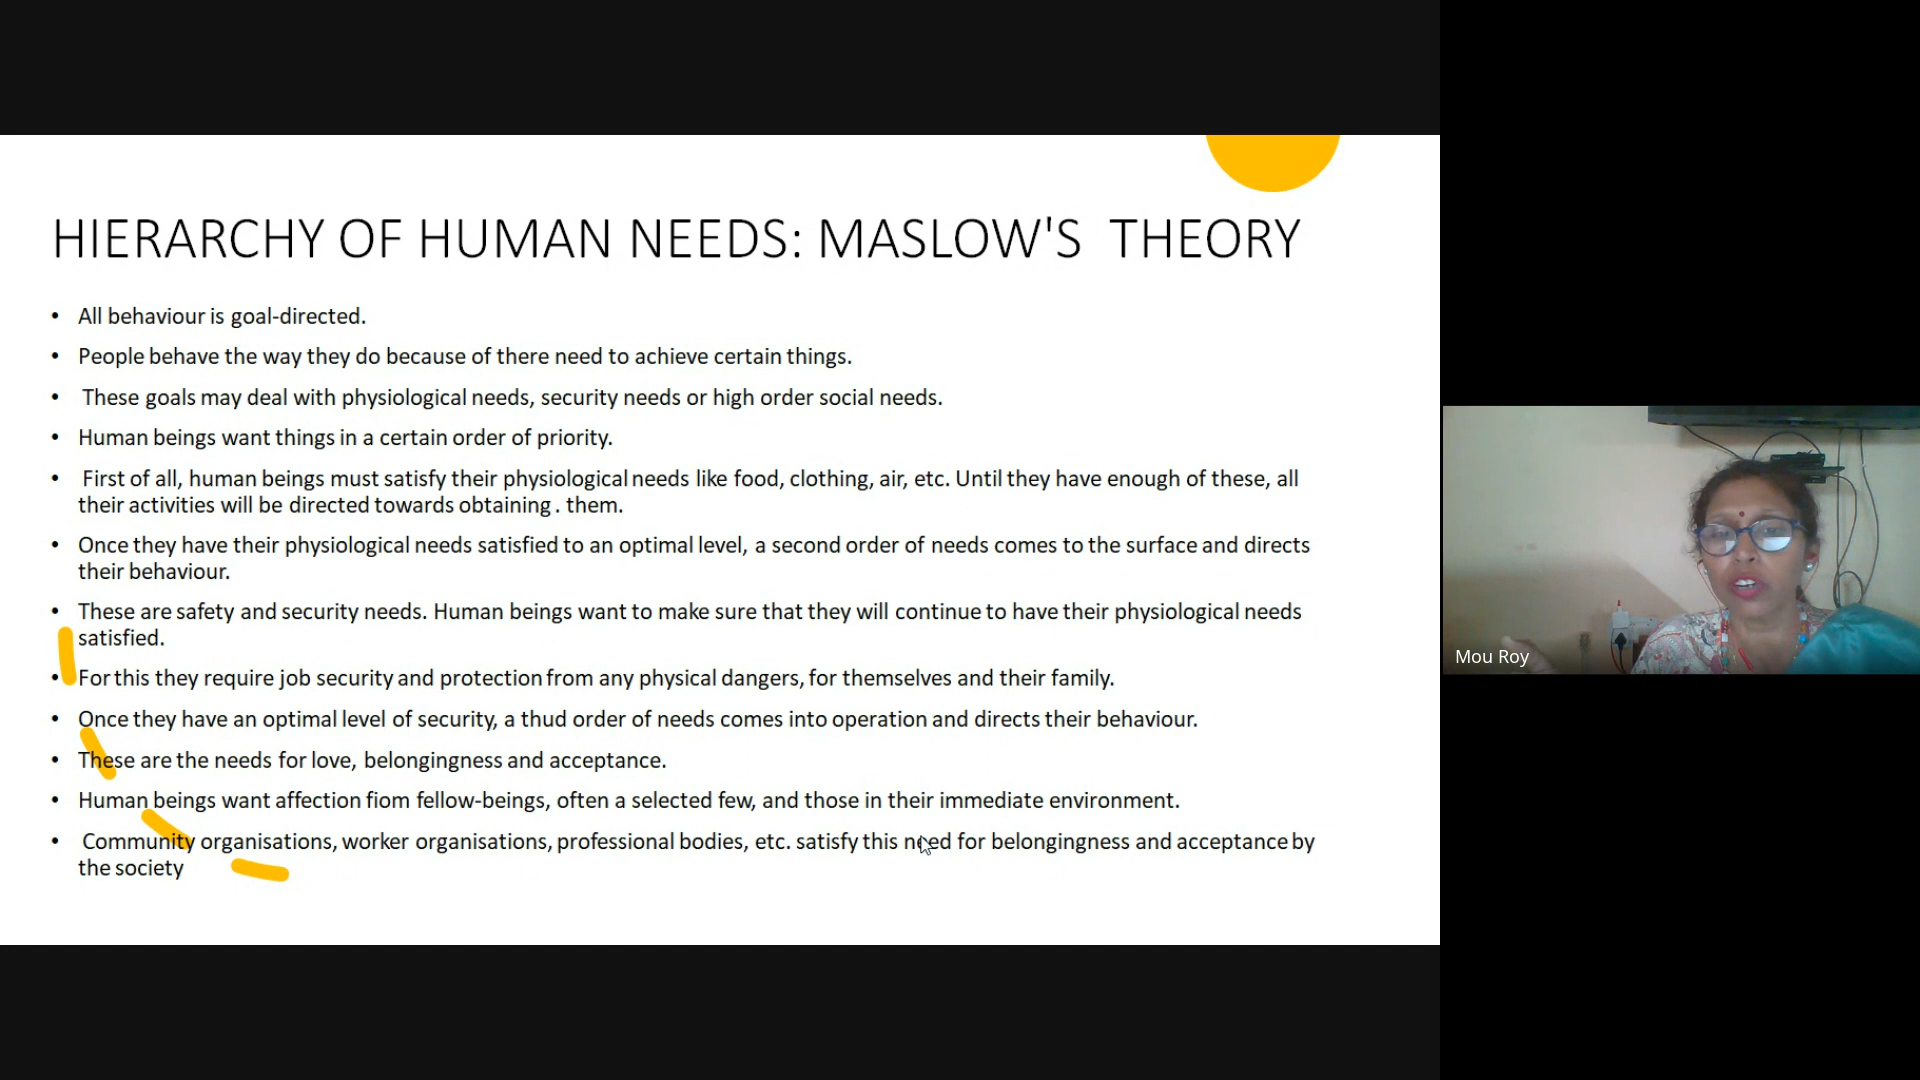 HIERARCHY OF HUMAN NEEDS: MASLOW'S THEORY
• All behaviour is goal-directed.
• People behave the way they do because of there need to achieve certain things.
• These goals may deal with physiological needs, security needs or high order social needs.
• Human beings want things in a certain order of priority.
• First of all, human beings must satisfy their physiological needs like food, clothing, air, etc. Until they have enough of these, all
their activities will be directed towards obtaining . them.
• Once they have their physiological needs satisfied to an optimal level, a second order of needs comes to the surface and directs
their behaviour.
• These are safety and security needs. Human beings want to make sure that they will continue to have their physiological needs
satisfied.
• For this they require job security and protection from any physical dangers, for themselves and their family.
• Once they have an optimal level of security, a thud order of needs comes into operation and directs their behaviour.
• These are the needs for love, belongingness and acceptance.
• Human beings want affection fiom fellow-beings, often a selected few, and those in their immediate environment.
• Community organisations, worker organisations, professional bodies, etc. satisfy this need for belongingness and acceptance by
the society
Mou Roy